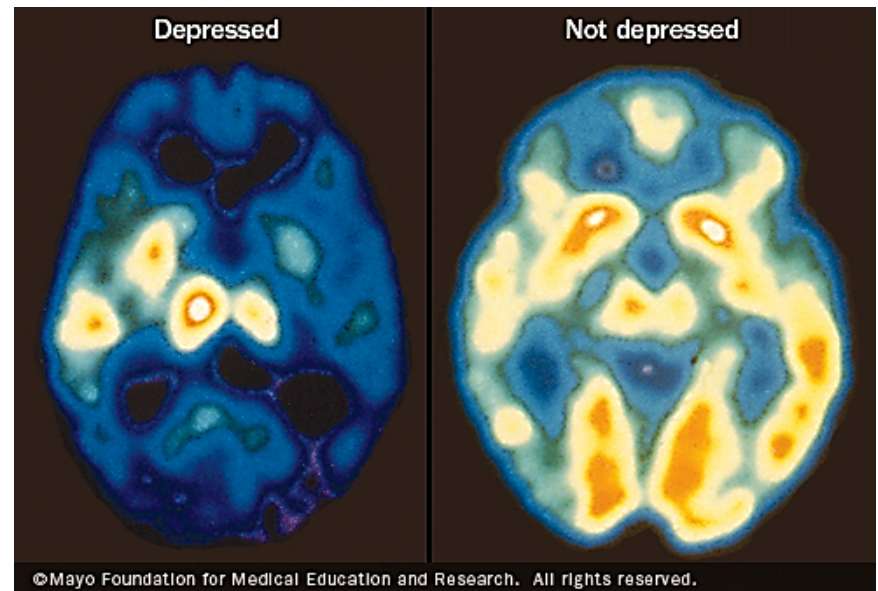 Depressed
Not depressed
©Mayo Foundation for Medical Education and Research. All rights reserved.